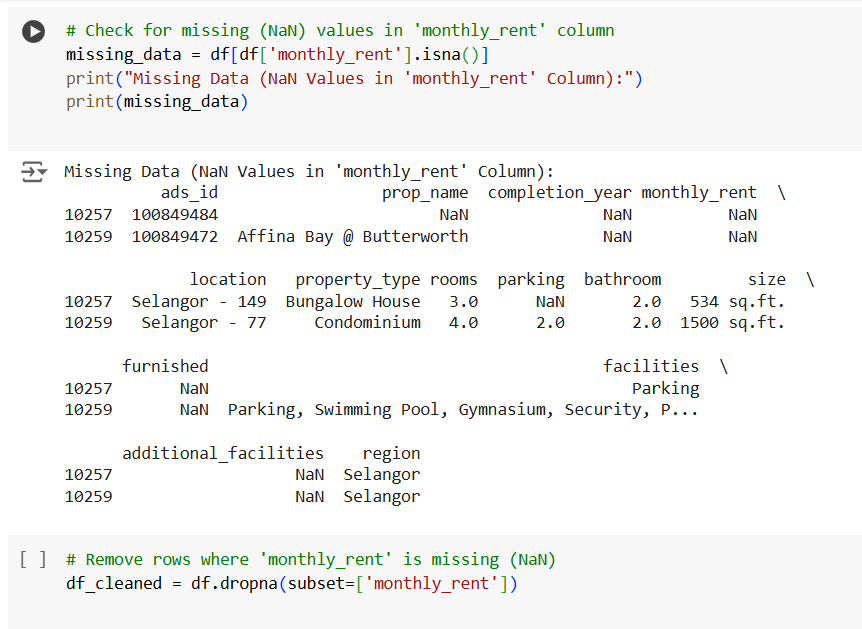 # Check for missing (NaN) values in 'monthly_rent' column
missing_data = df[df['monthly_rent'].isna()]
print("Missing Data (NaN Values in 'monthly_rent' Column):")
print(missing_data)
Missing Data (NaN Values in 'monthly_rent' Column):
          ads_id                 prop_name  completion_year monthly_rent  \
10257  100849484                       NaN              NaN          NaN
10259  100849472  Affina Bay @ Butterworth              NaN          NaN
             location   property_type rooms  parking  bathroom         size  \
10257  Selangor - 149  Bungalow House   3.0      NaN       2.0   534 sq.ft.
10259   Selangor - 77     Condominium   4.0      2.0       2.0  1500 sq.ft.
      furnished                                         facilities  \
10257       NaN                                            Parking
10259       NaN  Parking, Swimming Pool, Gymnasium, Security, P...
      additional_facilities    region
10257                   NaN  Selangor
10259                   NaN  Selangor
[ ] # Remove rows where 'monthly_rent' is missing (NaN)
df_cleaned = df.dropna(subset=['monthly_rent'])